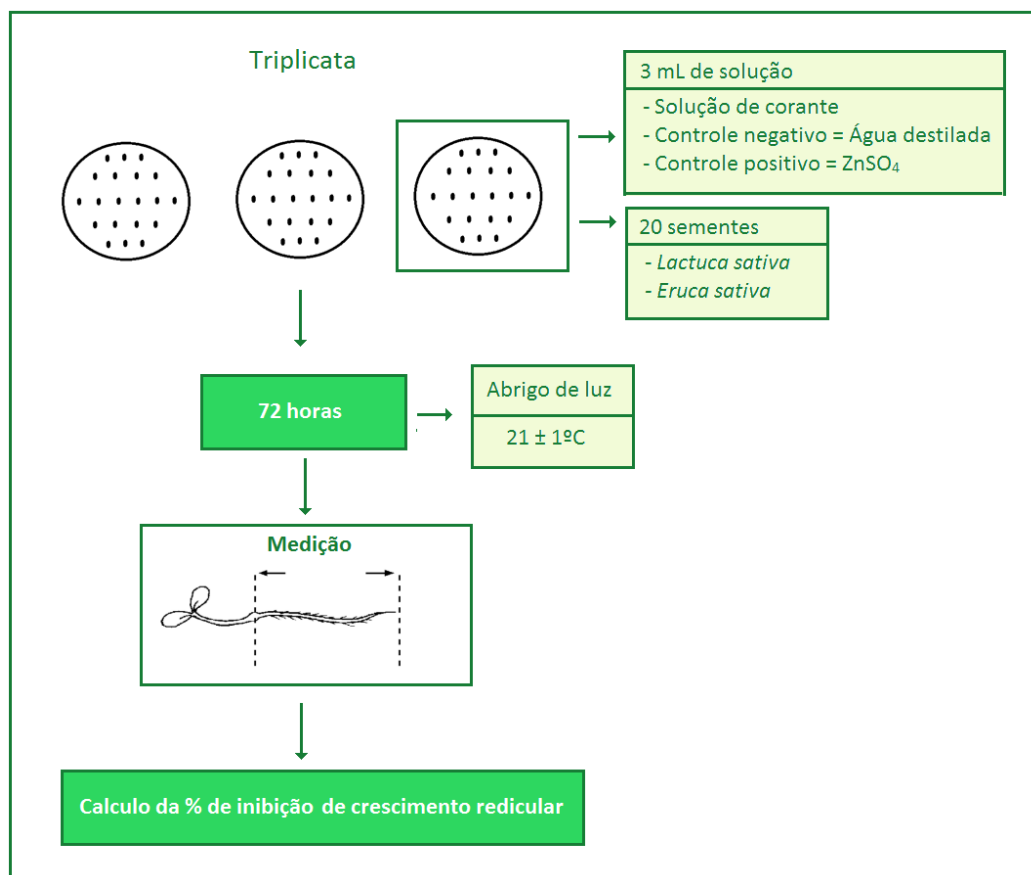 Triplicata
3 mL de solução
- Solução de corante
- Controle negativo = Água destilada
- Controle positivo = ZnSO₄
20 sementes
- Lactuca sativa
- Eruca sativa
72 horas
Abrigo de luz
21 ± 1ºC
Medição
Calculo da % de inibição de crescimento redicular